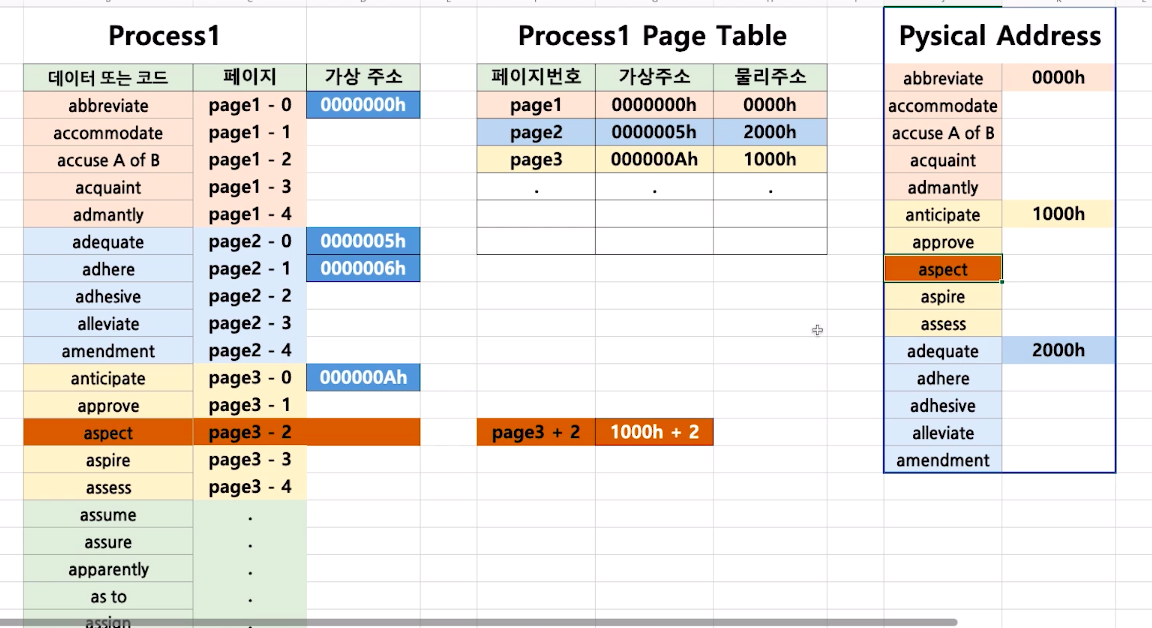 Process1 Process1 Page Table Pysical Address
데이터 또는 코드 페이지 가상 주소 페이지번호 가상주소 물리주소 abbreviate 0000h
abbreviate page1 - 0 0000000h page1 0000000h 0000h accommodate
accommodate page1 - 1 page2 0000005h 2000h accuse A of B
accuse A of B page1 - 2 page3 000000Ah 1000h acquaint
acquaint page1 - 3 . . . admantly
admantly page1 - 4 anticipate 1000h
adequate page2 - 0 0000005h approve
adhere page2 - 1 0000006h aspect
adhesive page2 - 2 aspire
alleviate page2 - 3 assess
amendment page2 - 4 adequate 2000h
anticipate page3 - 0 000000Ah adhere
approve page3 - 1 adhesive
aspect page3 - 2 page3 + 2 1000h + 2 alleviate
aspire page3 - 3 amendment
assess page3 - 4
assume .
assure .
apparently .
as to .
assign .